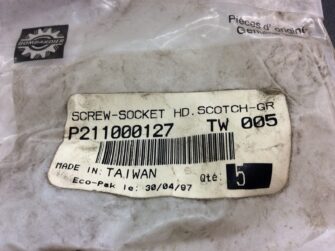 Pièces d'origine
SCREW-SOCKET HD.SCOTCH-GR
P211000127 TW 005
MADE IN: TAIWAN
Qté: 5
Eco-Pak le: 30/04/97